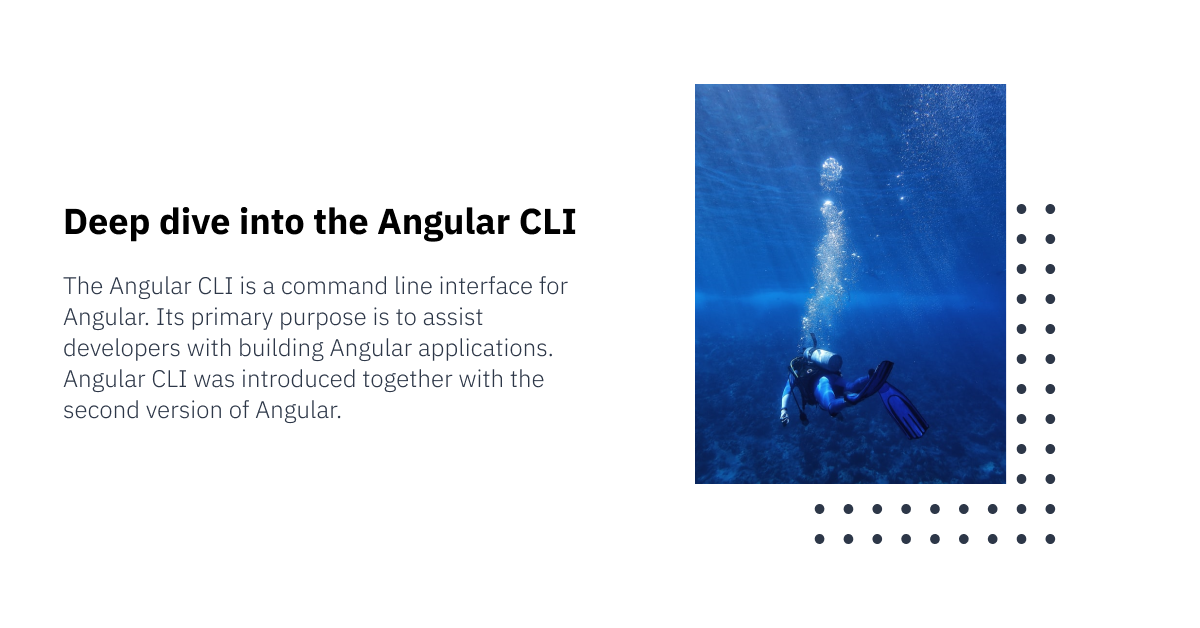 Deep dive into the Angular CLI
The Angular CLI is a command line interface for
Angular. Its primary purpose is to assist
developers with building Angular applications.
Angular CLI was introduced together with the
second version of Angular.